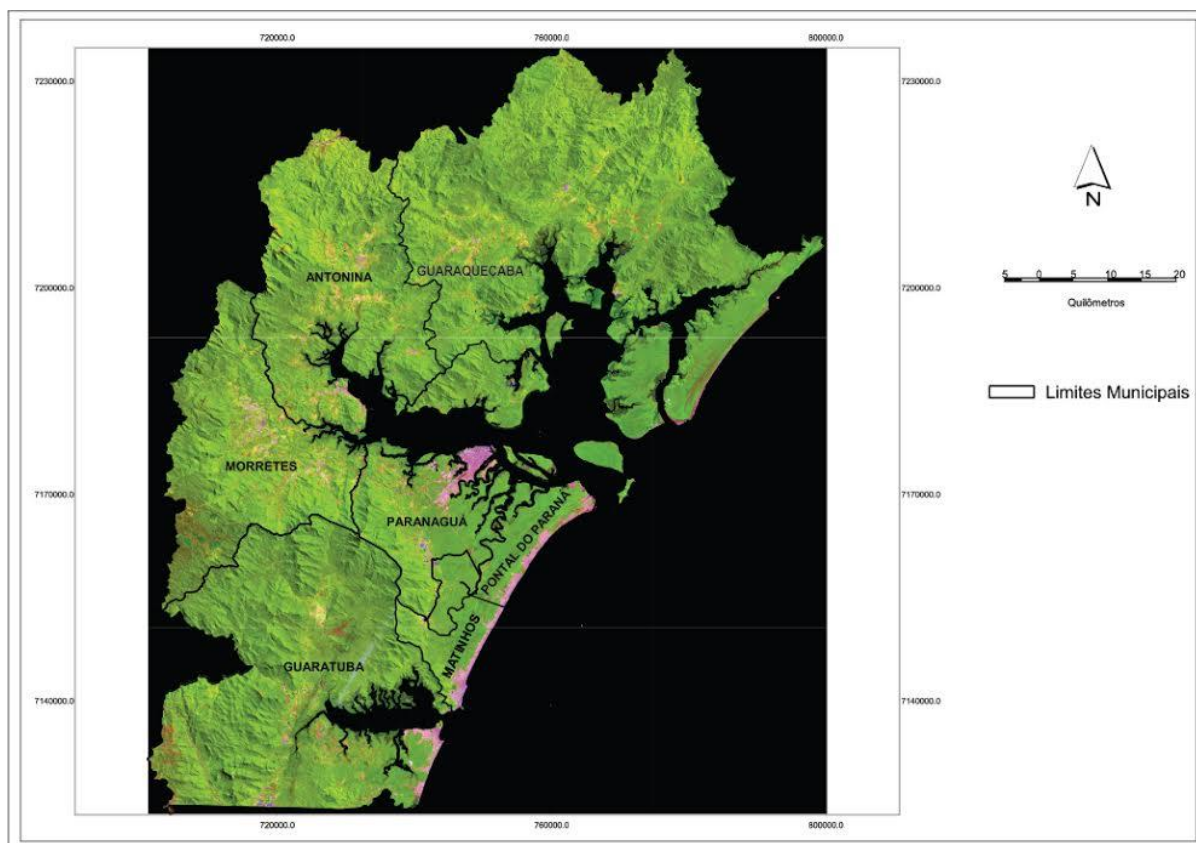 720000.0 760000.0 800000.0
7230000.0 7230000.0
N
ANTONINA GUARAQUEÇABA
7200000.0 7200000.0
5 0 5 10 15 20
Quilômetros
Limites Municipais
MORRETES
7170000.0 7170000.0
PARANAGUÁ
PONTAL DO PARANÁ
MATINHOS
GUARATUBA
7140000.0 7140000.0
720000.0 760000.0 800000.0